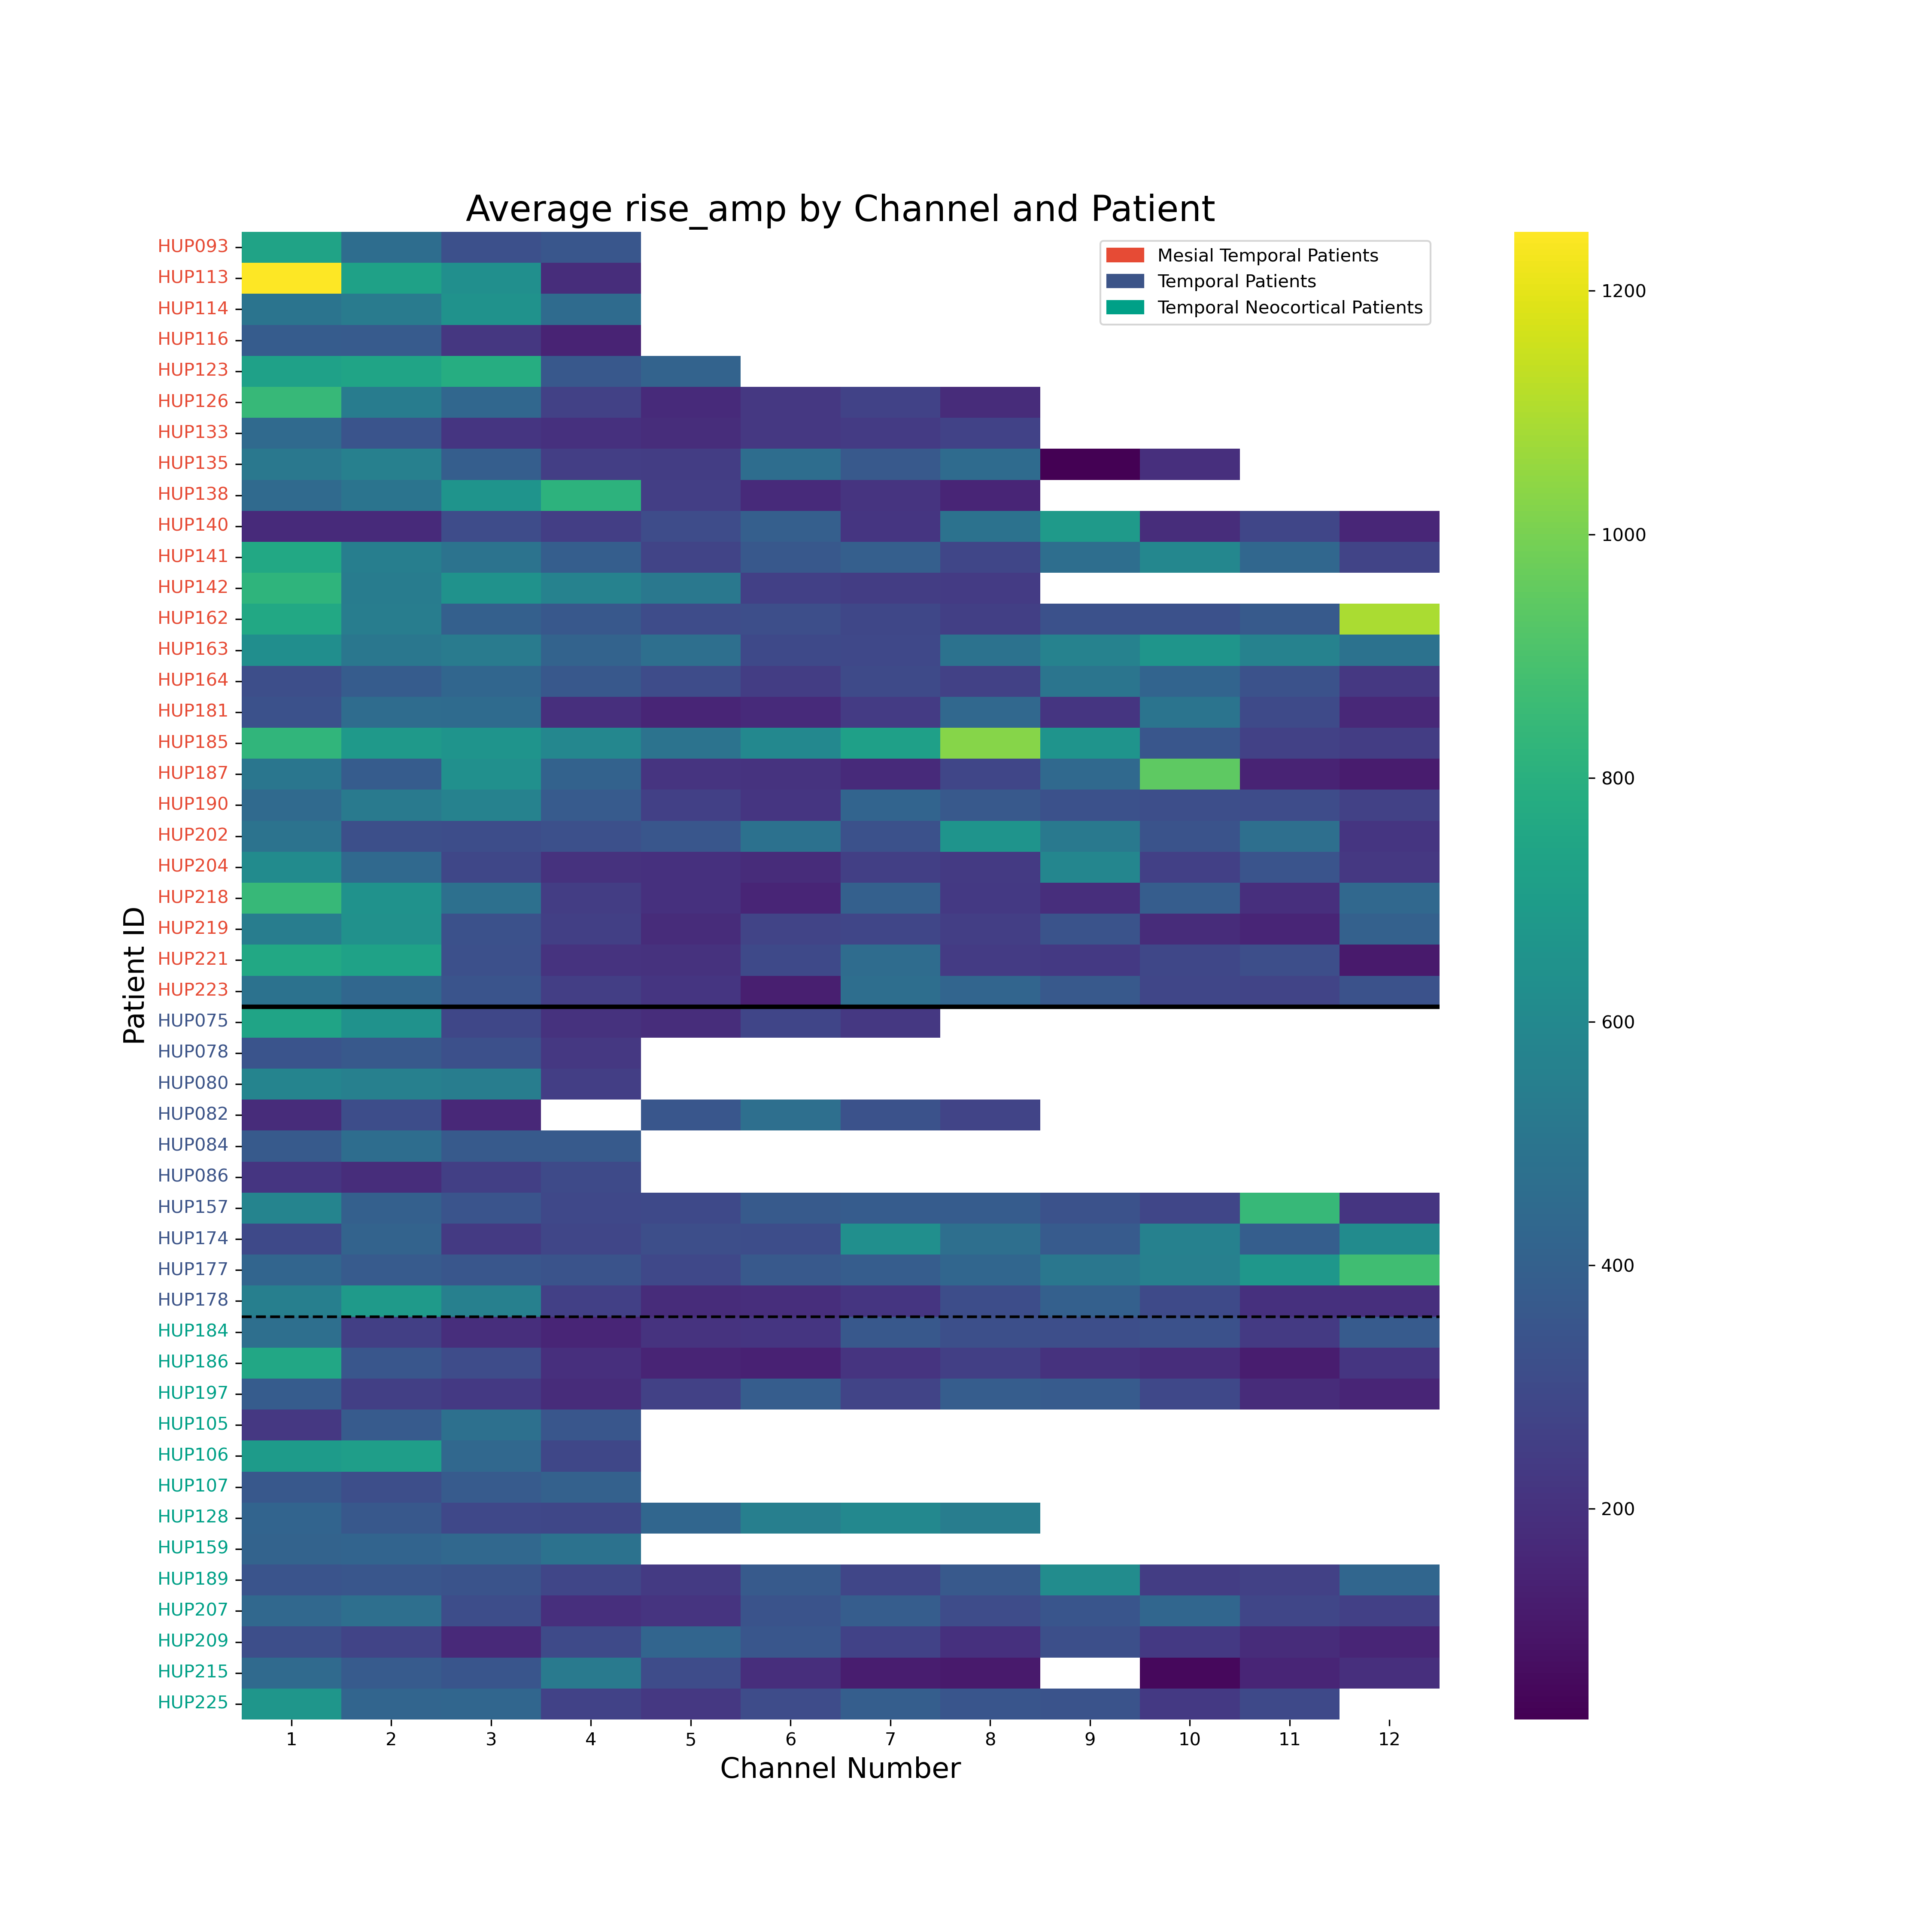 Average rise_amp by Channel and Patient
Mesial Temporal Patients
Temporal Patients
Temporal Neocortical Patients
Patient ID
HUP093
HUP113
HUP114
HUP116
HUP123
HUP126
HUP133
HUP135
HUP138
HUP140
HUP141
HUP142
HUP162
HUP163
HUP164
HUP181
HUP185
HUP187
HUP190
HUP202
HUP204
HUP218
HUP219
HUP221
HUP223
HUP075
HUP078
HUP080
HUP082
HUP084
HUP086
HUP157
HUP174
HUP177
HUP178
HUP184
HUP186
HUP197
HUP105
HUP106
HUP107
HUP128
HUP159
HUP189
HUP207
HUP209
HUP215
HUP225
1 2 3 4 5 6 7 8 9 10 11 12
Channel Number
1200
1000
800
600
400
200